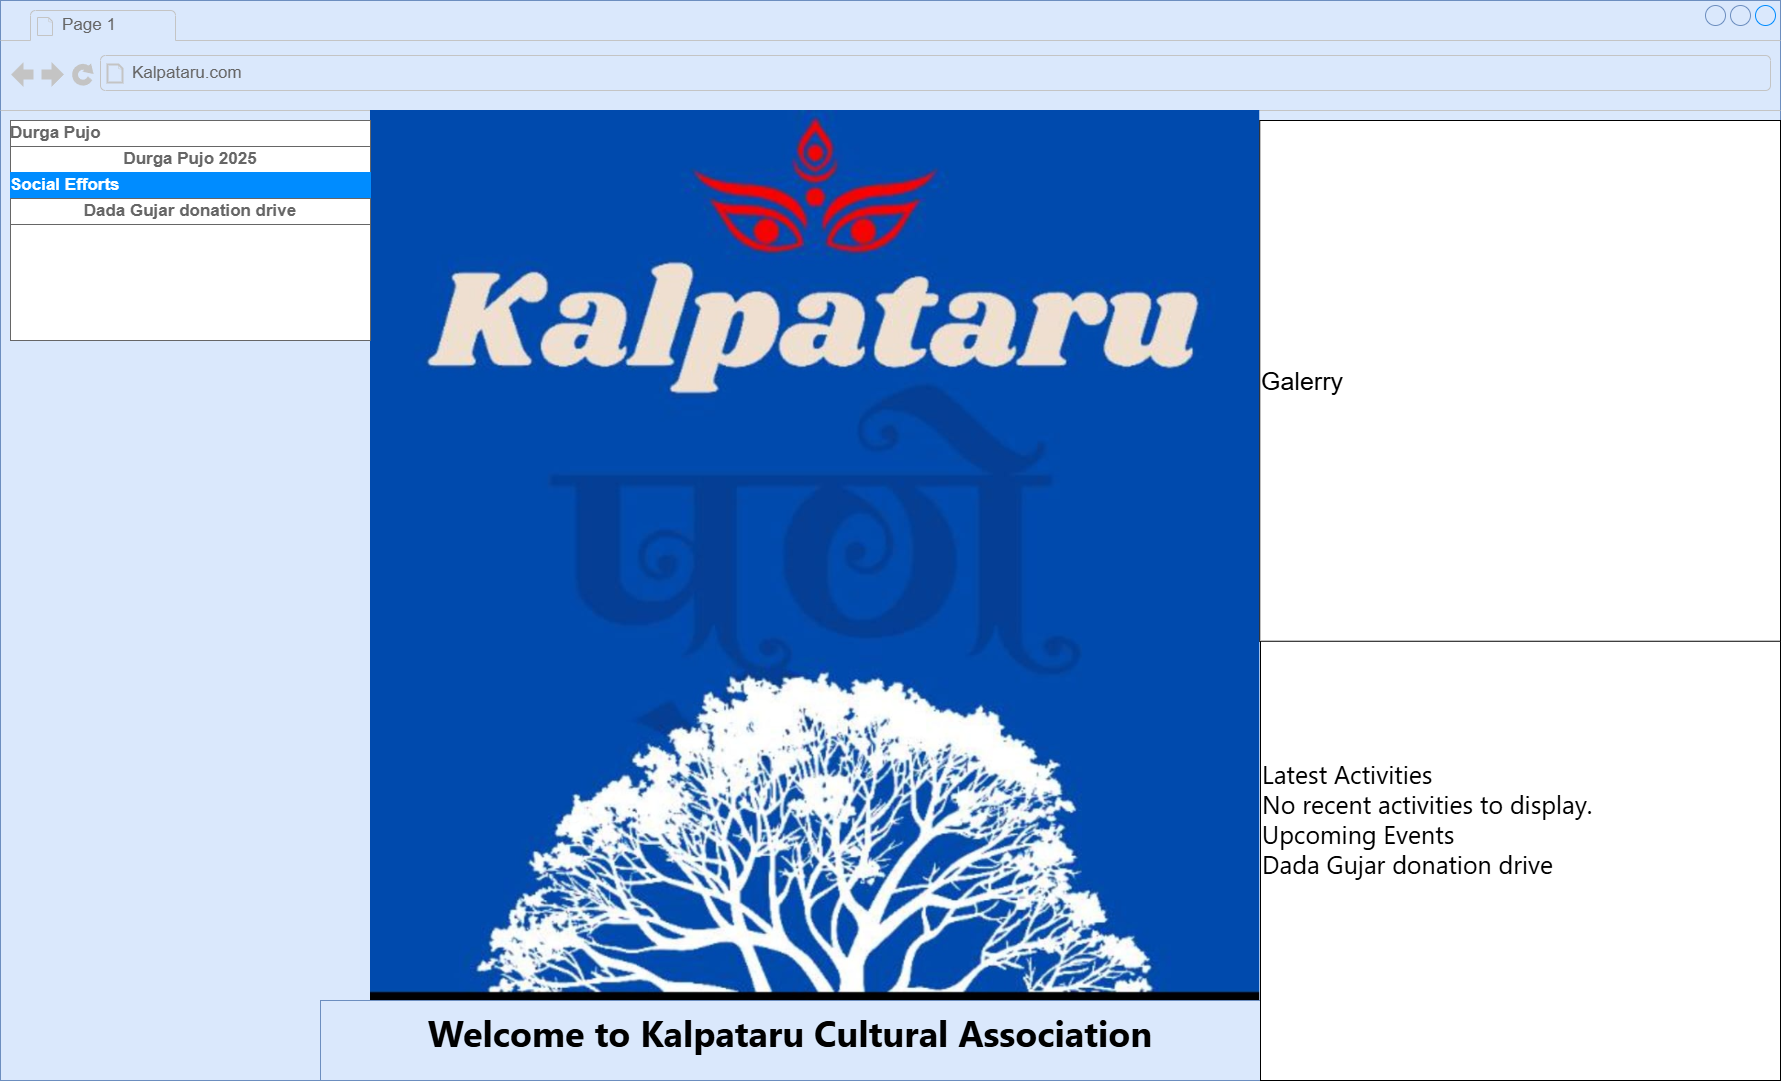 Page 1
Kalpataru.com
Durga Pujo
Durga Pujo 2025
Social Efforts
Dada Gujar donation drive
Kalpataru
Galerry
Latest Activities
No recent activities to display.
Upcoming Events
Dada Gujar donation drive
Welcome to Kalpataru Cultural Association